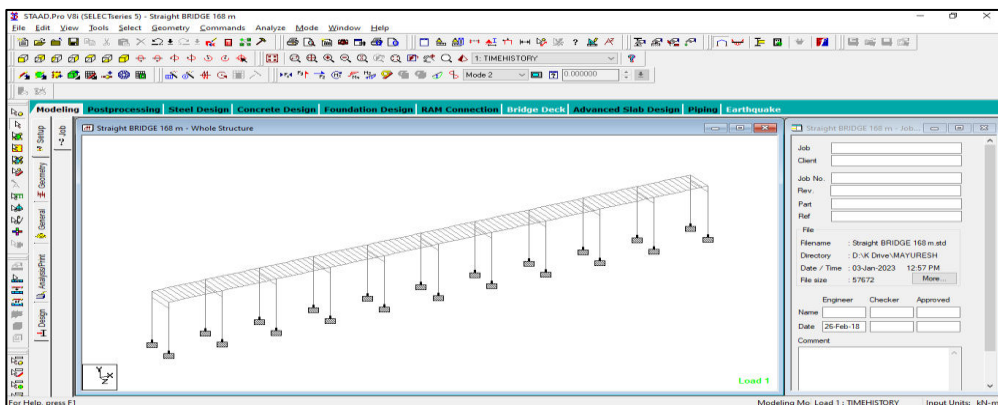 STAAD.Pro V8i (SELECTseries 5) - Straight BRIDGE 168 m
File Edit View Tools Select Geometry Commands Analyze Mode Window Help
1: TIMEHISTORY
Mode 2
0.000000
Modeling Postprocessing Steel Design Concrete Design Foundation Design RAM Connection Bridge Deck Advanced Slab Design Piping Earthquake
Setup
Geometry
General
Analysis/Print
Design
Job
Straight BRIDGE 168 m - Whole Structure
Y
X
Z
Load 1
Straight BRIDGE 168 m - Job...
Job
Client
Job No.
Rev.
Part
Ref
File
Filename : Straight BRIDGE 168 m.std
Directory : D:\K Drive\MAYURESH
Date / Time : 03-Jan-2023 12:57 PM
File size : 57672 More...
Engineer Checker Approved
Name
Date 26-Feb-18
Comment
For Help, press F1
Modeling Mo Load 1 : TIMEHISTORY Input Units: kN-m